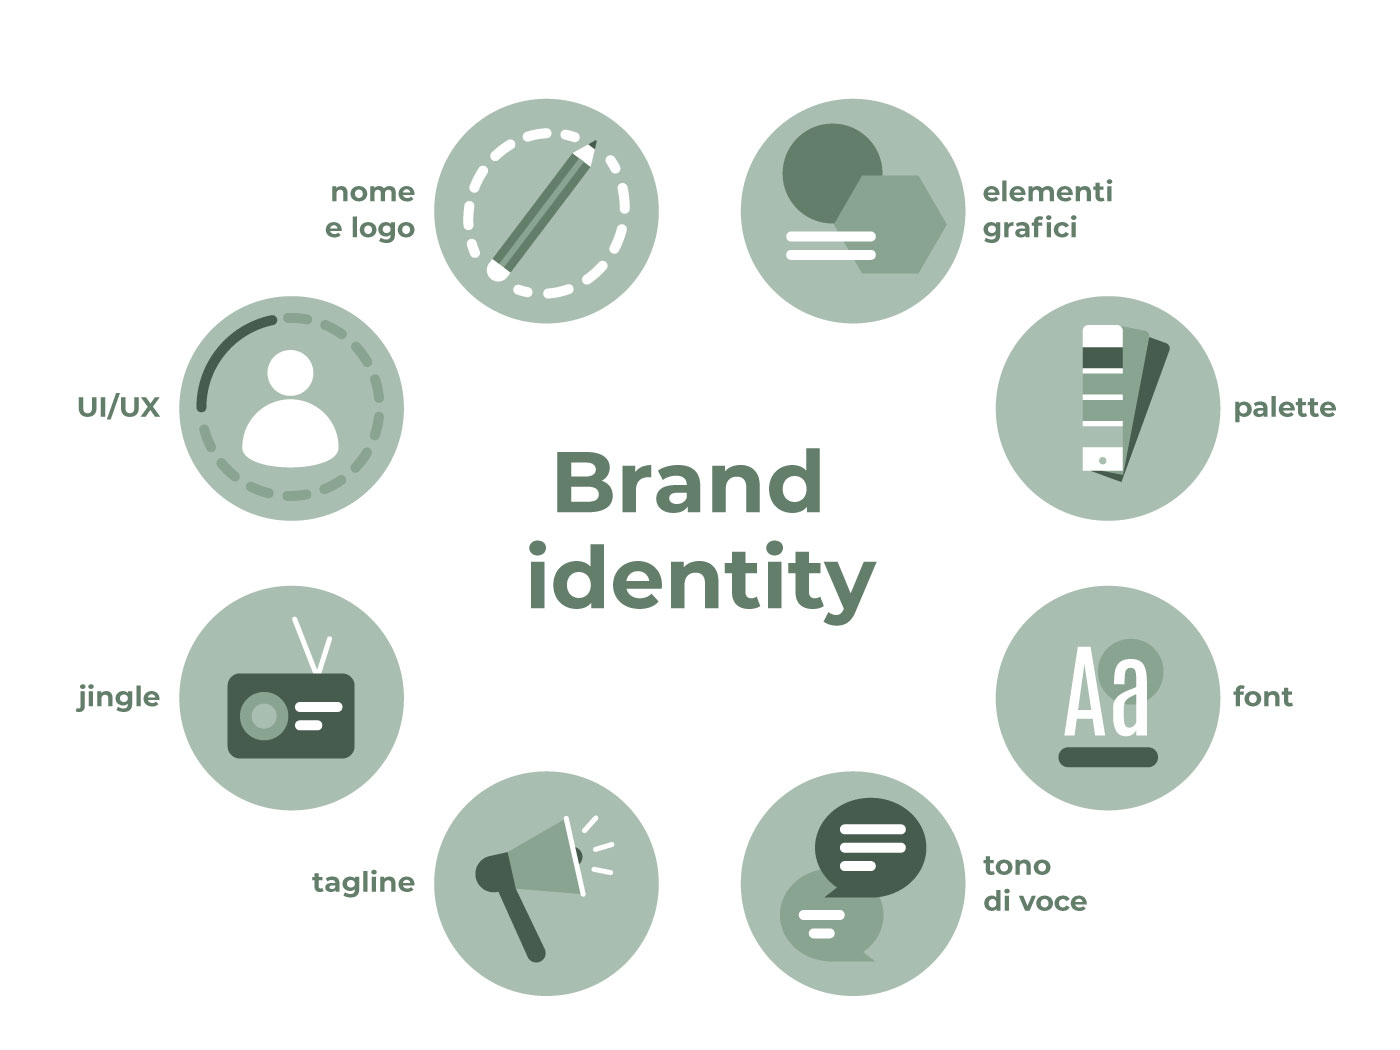 nome
e logo
elementi
grafici
UI/UX
palette
Brand
identity
jingle
Aa
font
tagline
tono
di voce